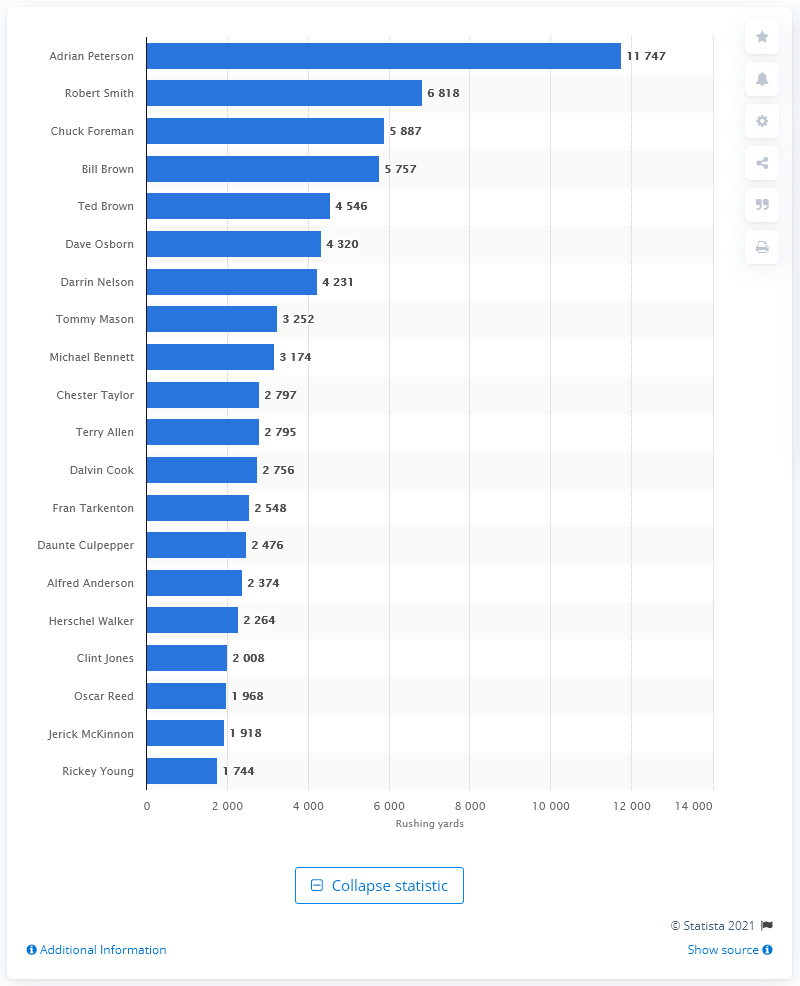 Adrian Peterson 11 747
Robert Smith 6 818
Chuck Foreman 5 887
Bill Brown 5 757
Ted Brown 4 546
Dave Osborn 4 320
Darrin Nelson 4 231
Tommy Mason 3 252
Michael Bennett 3 174
Chester Taylor 2 797
Terry Allen 2 795
Dalvin Cook 2 756
Fran Tarkenton 2 548
Daunte Culpepper 2 476
Alfred Anderson 2 374
Herschel Walker 2 264
Clint Jones 2 008
Oscar Reed 1 968
Jerick McKinnon 1 918
Rickey Young 1 744
0 2 000 4 000 6 000 8 000 10 000 12 000 14 000
Rushing yards
Collapse statistic
© Statista 2021
Additional Information Show source